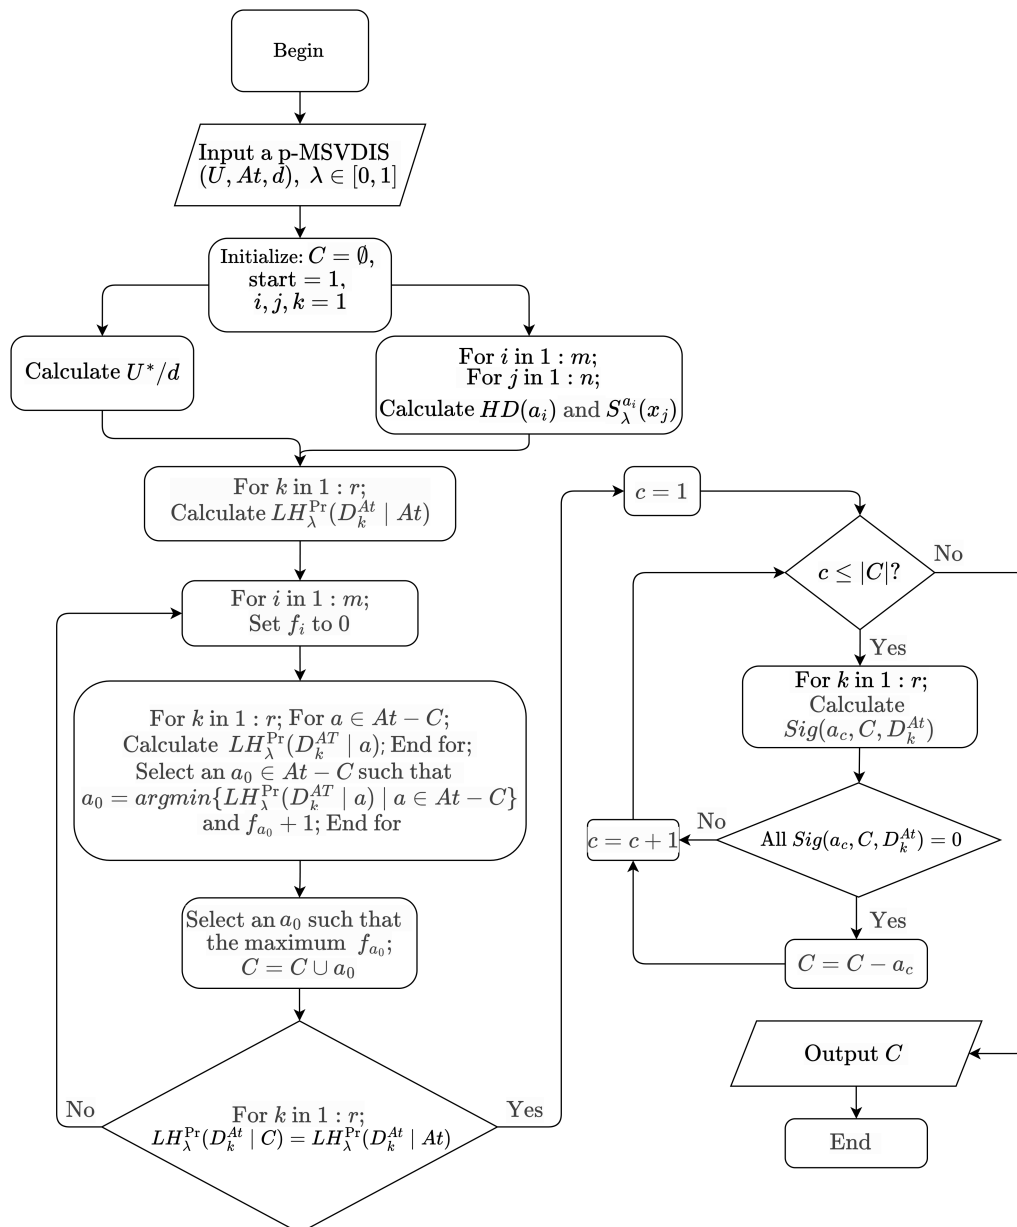 Begin
Input a p-MSVDIS
(U, At, d), λ ∈ [0, 1]
Initialize: C = ∅,
start = 1,
i, j, k = 1
Calculate U*/d
For i in 1 : m;
For j in 1 : n;
Calculate HD(a_i) and S_λ^{a_i}(x_j)
For k in 1 : r;
Calculate LH_λ^{Pr}(D_k^{At} | At)
For i in 1 : m;
Set f_i to 0
For k in 1 : r; For a ∈ At − C;
Calculate LH_λ^{Pr}(D_k^{AT} | a); End for;
Select an a_0 ∈ At − C such that
a_0 = argmin{LH_λ^{Pr}(D_k^{AT} | a) | a ∈ At − C}
and f_{a_0} + 1; End for
Select an a_0 such that
the maximum f_{a_0};
C = C ∪ a_0
No
For k in 1 : r;
LH_λ^{Pr}(D_k^{At} | C) = LH_λ^{Pr}(D_k^{At} | At)
Yes
c = 1
c ≤ |C|?
No
Yes
For k in 1 : r;
Calculate
Sig(a_c, C, D_k^{At})
All Sig(a_c, C, D_k^{At}) = 0
No
c = c + 1
Yes
C = C − a_c
Output C
End